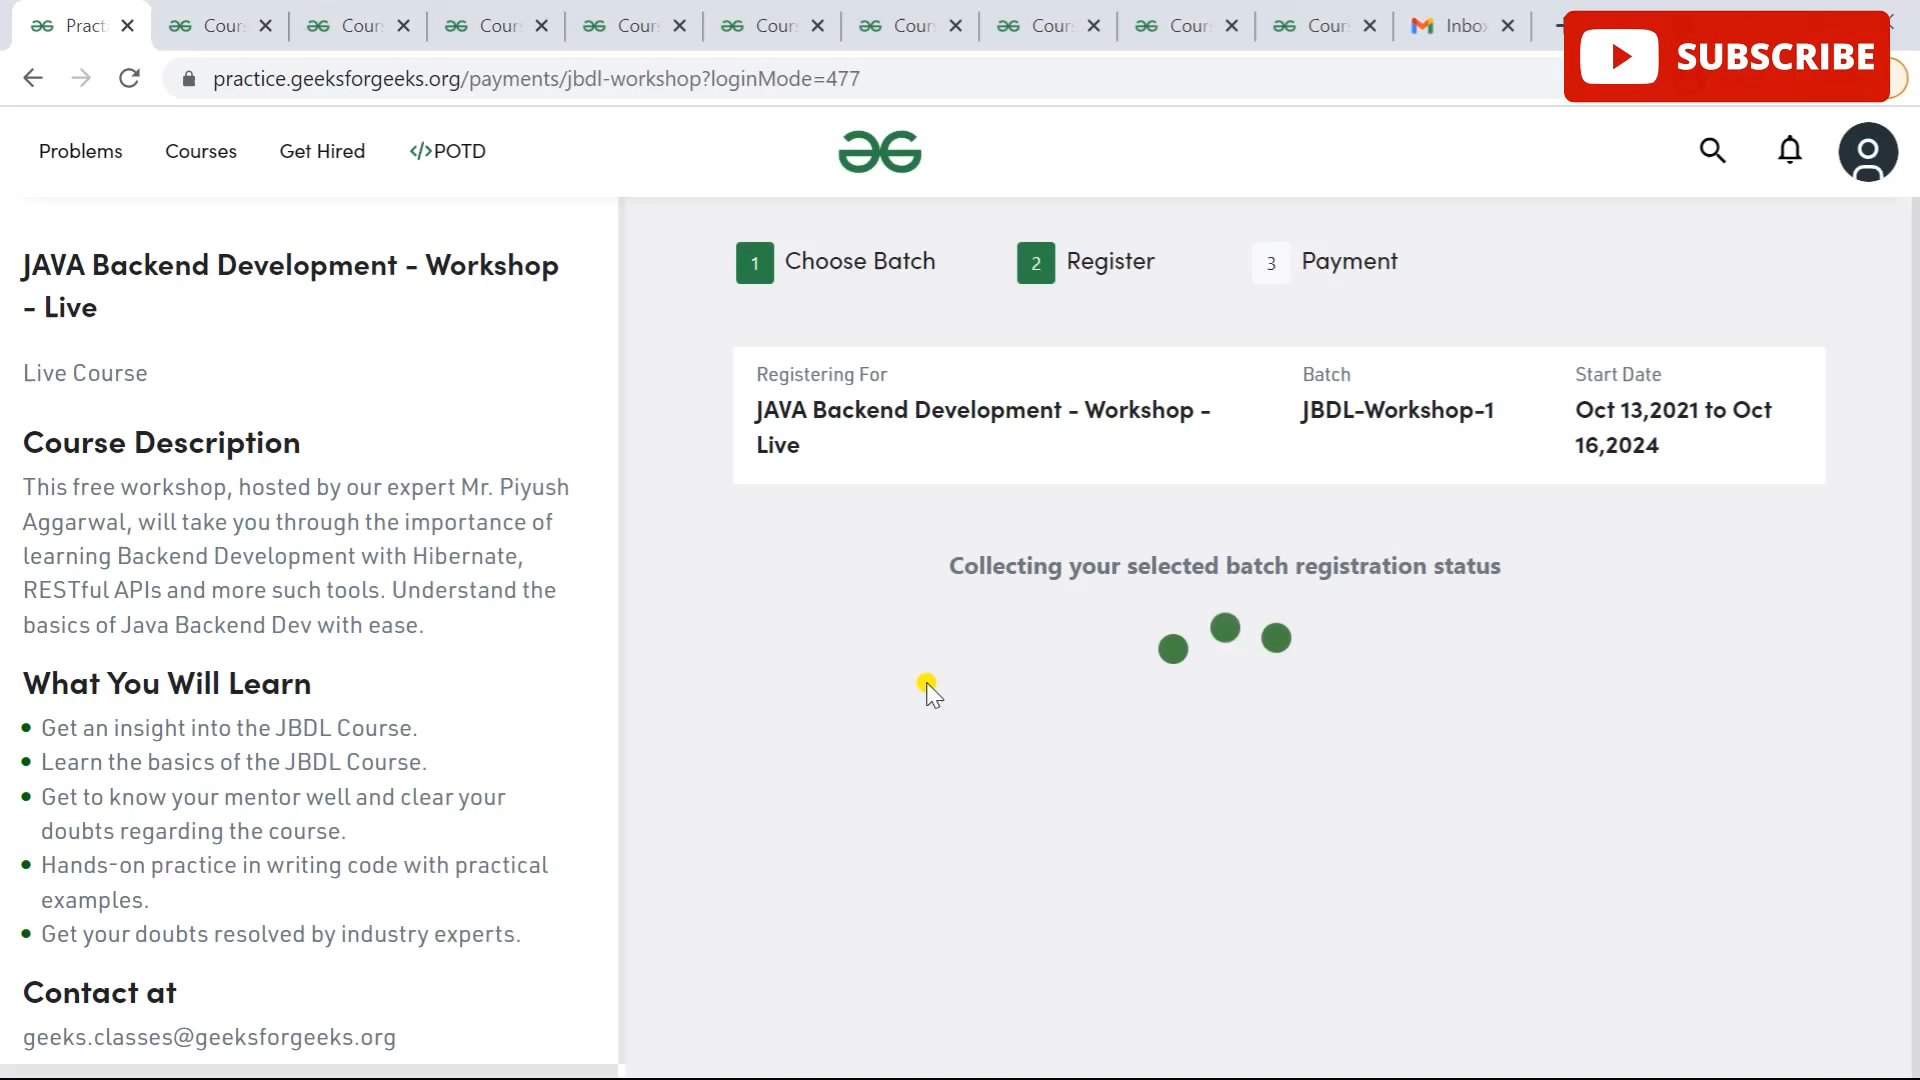 Pract
Cour
Cour
Cour
Cour
Cour
Cour
Cour
Cour
Cour
Inbo
SUBSCRIBE
practice.geeksforgeeks.org/payments/jbdl-workshop?loginMode=477
Problems
Courses
Get Hired
</>POTD
JAVA Backend Development - Workshop
- Live
Live Course
Course Description
This free workshop, hosted by our expert Mr. Piyush
Aggarwal, will take you through the importance of
learning Backend Development with Hibernate,
RESTful APIs and more such tools. Understand the
basics of Java Backend Dev with ease.
What You Will Learn
Get an insight into the JBDL Course.
Learn the basics of the JBDL Course.
Get to know your mentor well and clear your
doubts regarding the course.
Hands-on practice in writing code with practical
examples.
Get your doubts resolved by industry experts.
Contact at
geeks.classes@geeksforgeeks.org
1 Choose Batch
2 Register
3 Payment
Registering For
JAVA Backend Development - Workshop -
Live
Batch
JBDL-Workshop-1
Start Date
Oct 13,2021 to Oct
16,2024
Collecting your selected batch registration status